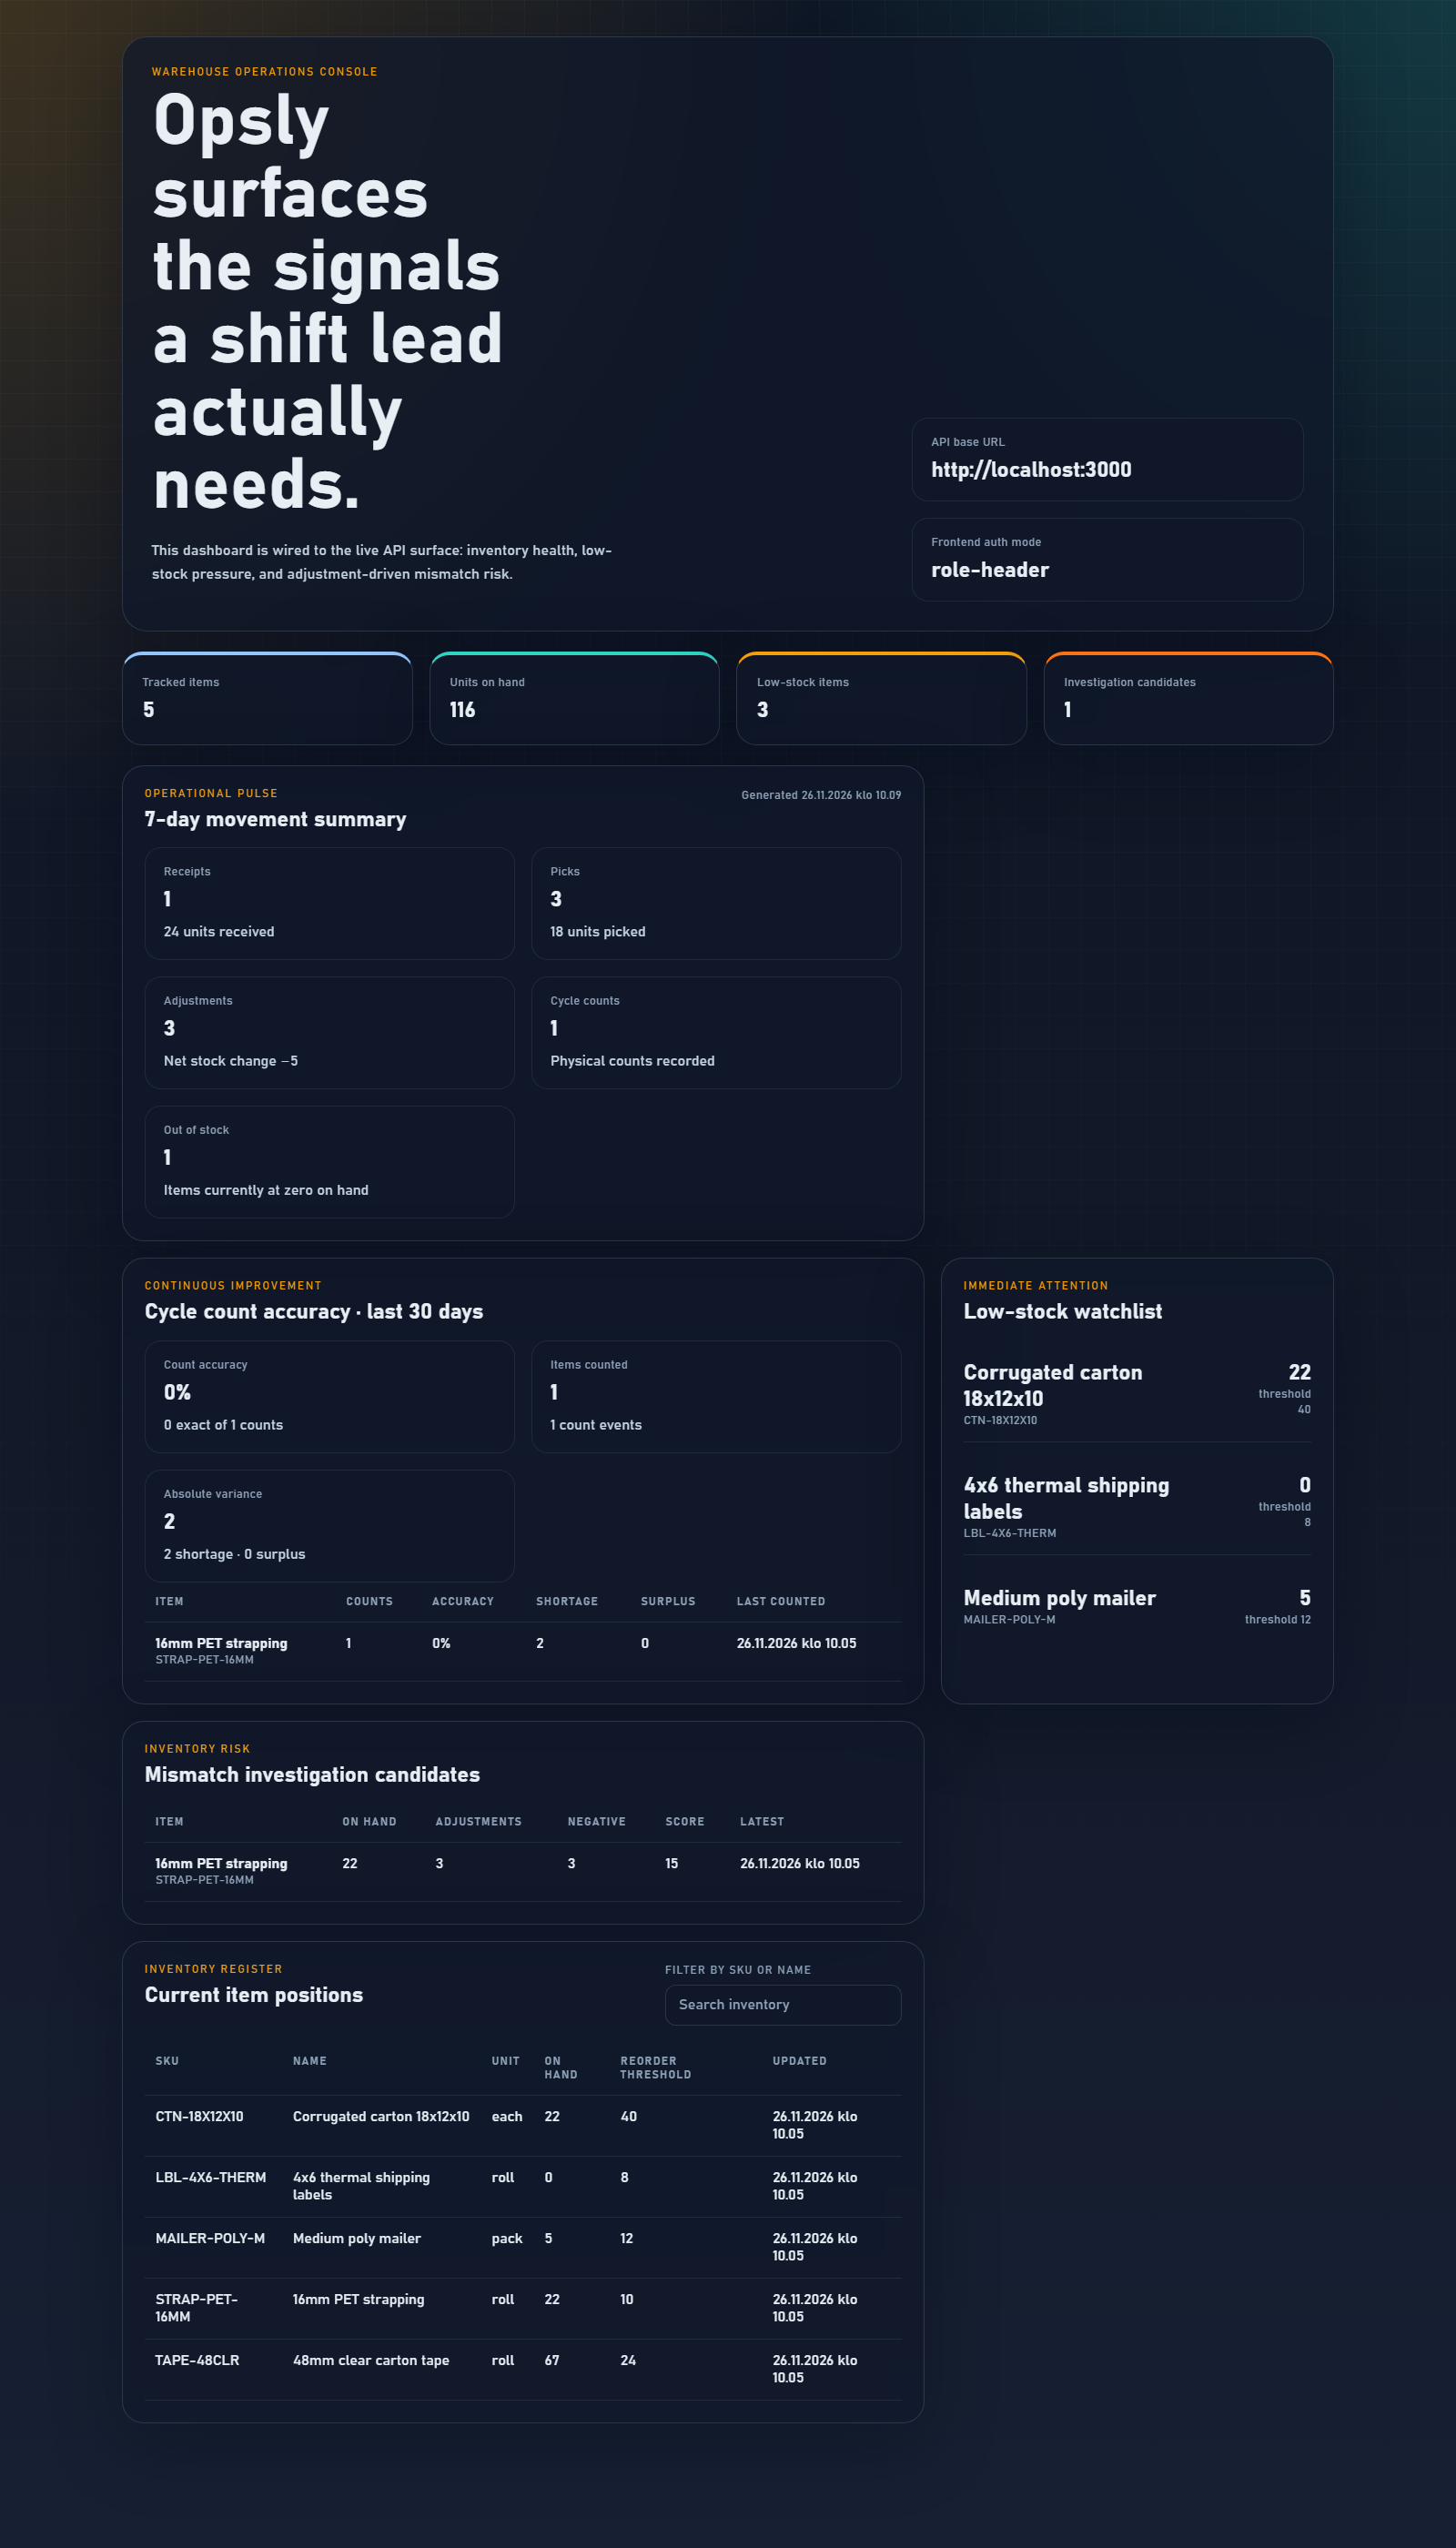 WAREHOUSE OPERATIONS CONSOLE
Opsly
surfaces
the signals
a shift lead
actually
needs.
This dashboard is wired to the live API surface: inventory health, low-
stock pressure, and adjustment-driven mismatch risk.
API base URL
http://localhost:3000
Frontend auth mode
role-header
Tracked items
5
Units on hand
116
Low-stock items
3
Investigation candidates
1
OPERATIONAL PULSE
7-day movement summary
Generated 26.11.2026 klo 10.09
Receipts
1
24 units received
Picks
3
18 units picked
Adjustments
3
Net stock change −5
Cycle counts
1
Physical counts recorded
Out of stock
1
Items currently at zero on hand
CONTINUOUS IMPROVEMENT
Cycle count accuracy · last 30 days
Count accuracy
0%
0 exact of 1 counts
Items counted
1
1 count events
Absolute variance
2
2 shortage · 0 surplus
ITEM COUNTS ACCURACY SHORTAGE SURPLUS LAST COUNTED
16mm PET strapping 1 0% 2 0 26.11.2026 klo 10.05
STRAP-PET-16MM
IMMEDIATE ATTENTION
Low-stock watchlist
Corrugated carton 22
18x12x10 threshold
40
CTN-18X12X10
4x6 thermal shipping 0
labels threshold
8
LBL-4X6-THERM
Medium poly mailer 5
MAILER-POLY-M threshold 12
INVENTORY RISK
Mismatch investigation candidates
ITEM ON HAND ADJUSTMENTS NEGATIVE SCORE LATEST
16mm PET strapping 22 3 3 15 26.11.2026 klo 10.05
STRAP-PET-16MM
INVENTORY REGISTER
Current item positions
FILTER BY SKU OR NAME
Search inventory
SKU NAME UNIT ON REORDER UPDATED
HAND THRESHOLD
CTN-18X12X10 Corrugated carton 18x12x10 each 22 40 26.11.2026 klo
10.05
LBL-4X6-THERM 4x6 thermal shipping roll 0 8 26.11.2026 klo
labels 10.05
MAILER-POLY-M Medium poly mailer pack 5 12 26.11.2026 klo
10.05
STRAP-PET- 16mm PET strapping roll 22 10 26.11.2026 klo
16MM 10.05
TAPE-48CLR 48mm clear carton tape roll 67 24 26.11.2026 klo
10.05